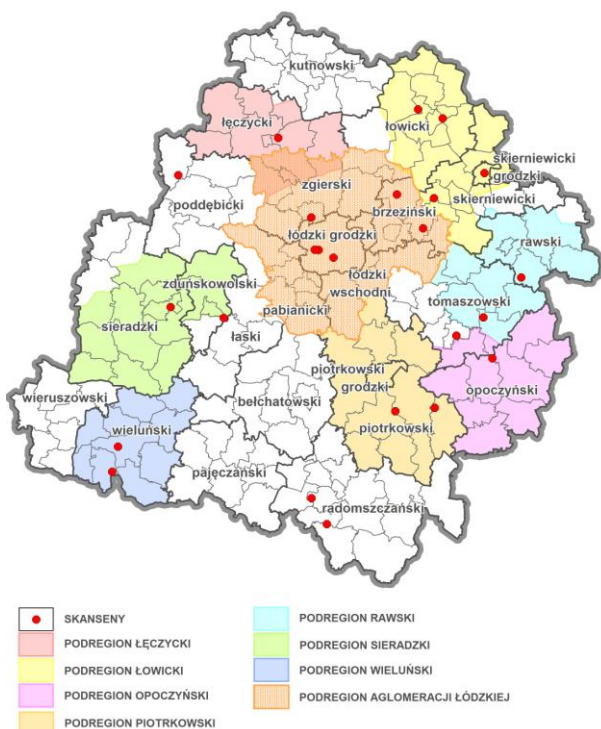 kutnowski
łęczycki
łowicki
skierniewicki
grodzki
zgierski
skierniewicki
poddębicki
brzeziński
łódzki grodzki
rawski
zduńskowolski
łódzki
wschodni
tomaszowski
sieradzki
pabianicki
łaski
piotrkowski
grodzki
opoczyński
wieruszowski
bełchatowski
wieluński
piotrkowski
pajęczański
radomszczański
SKANSENY
PODREGION ŁĘCZYCKI
PODREGION ŁOWICKI
PODREGION OPOCZYŃSKI
PODREGION PIOTRKOWSKI
PODREGION RAWSKI
PODREGION SIERADZKI
PODREGION WIELUŃSKI
PODREGION AGLOMERACJI ŁÓDZKIEJ